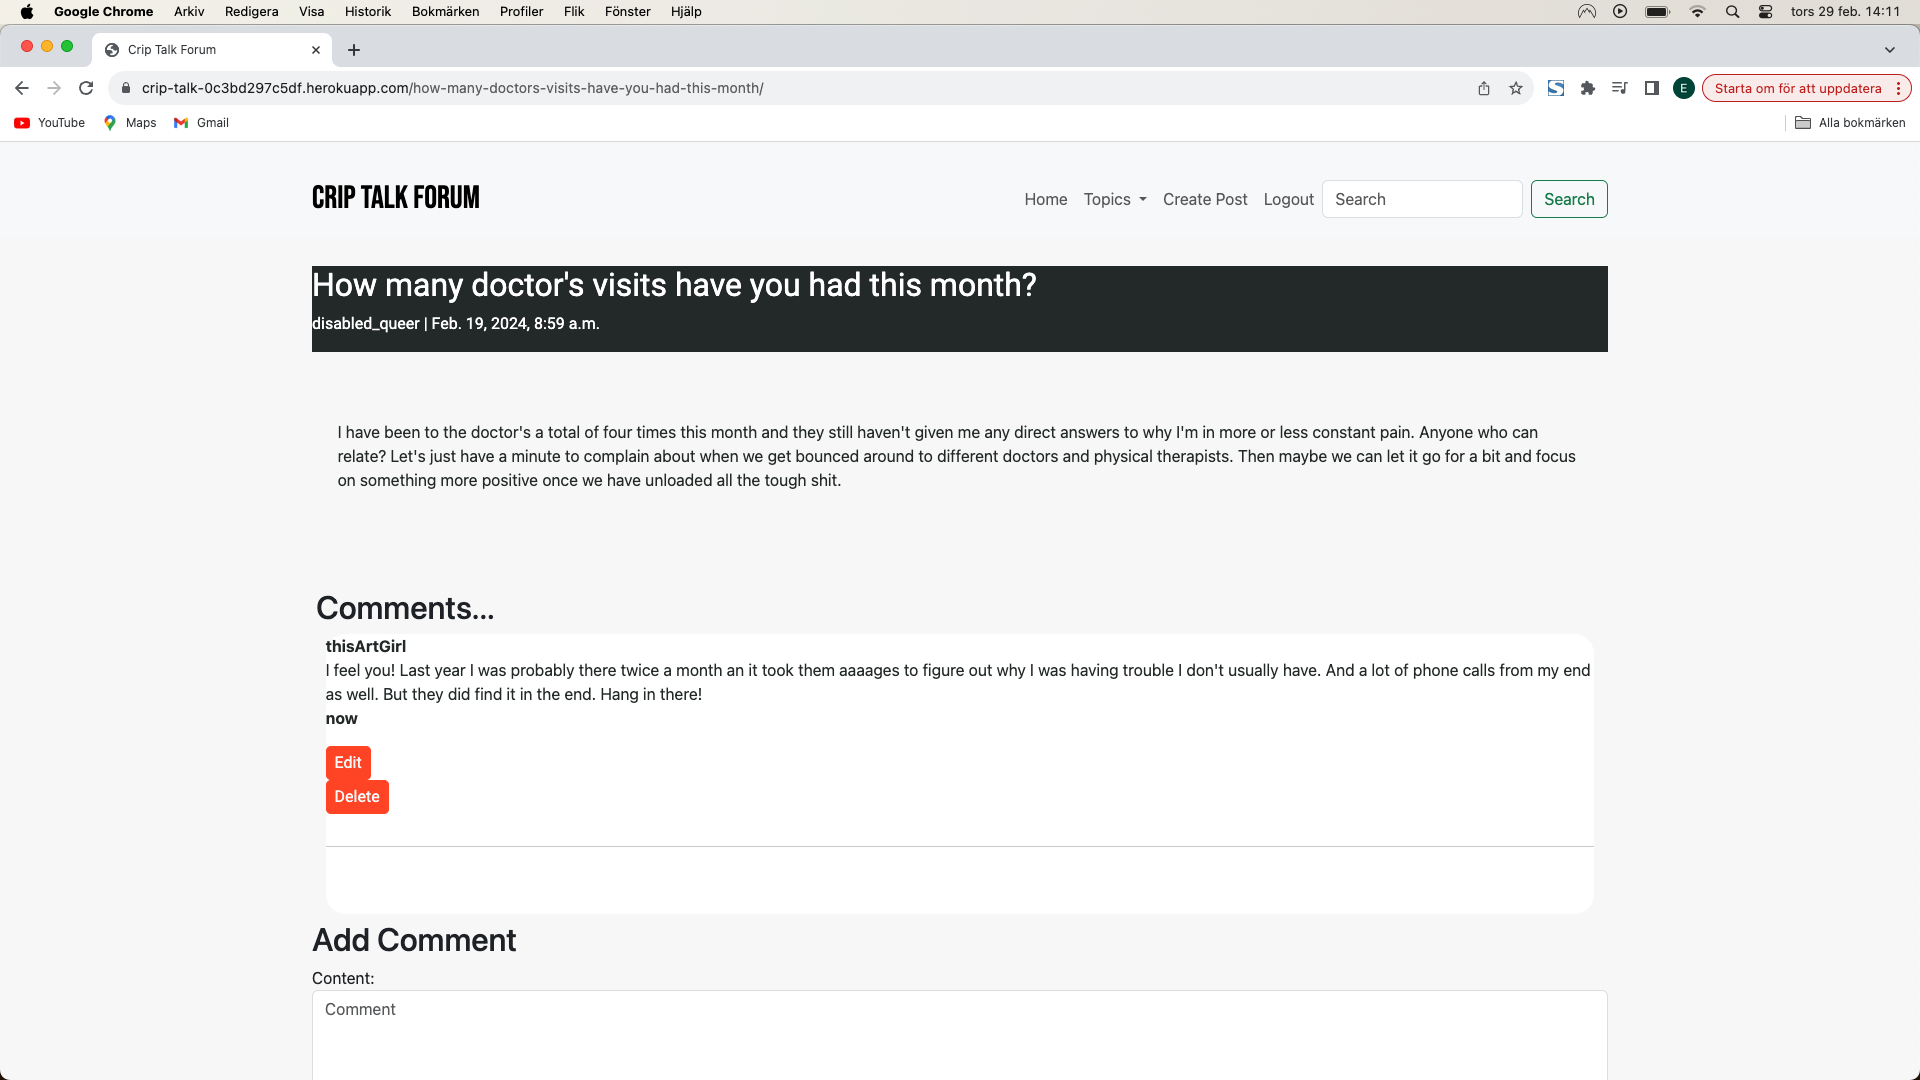 Google Chrome Arkiv Redigera Visa Historik Bokmärken Profiler Flik Fönster Hjälp tors 29 feb. 14:11
Crip Talk Forum
crip-talk-0c3bd297c5df.herokuapp.com/how-many-doctors-visits-have-you-had-this-month/ E Starta om för att uppdatera
YouTube Maps Gmail Alla bokmärken
CRIP TALK FORUM Home Topics Create Post Logout Search Search
How many doctor's visits have you had this month?
disabled_queer | Feb. 19, 2024, 8:59 a.m.
I have been to the doctor's a total of four times this month and they still haven't given me any direct answers to why I'm in more or less constant pain. Anyone who can
relate? Let's just have a minute to complain about when we get bounced around to different doctors and physical therapists. Then maybe we can let it go for a bit and focus
on something more positive once we have unloaded all the tough shit.
Comments...
thisArtGirl
I feel you! Last year I was probably there twice a month an it took them aaaages to figure out why I was having trouble I don't usually have. And a lot of phone calls from my end
as well. But they did find it in the end. Hang in there!
now
Edit
Delete
Add Comment
Content:
Comment